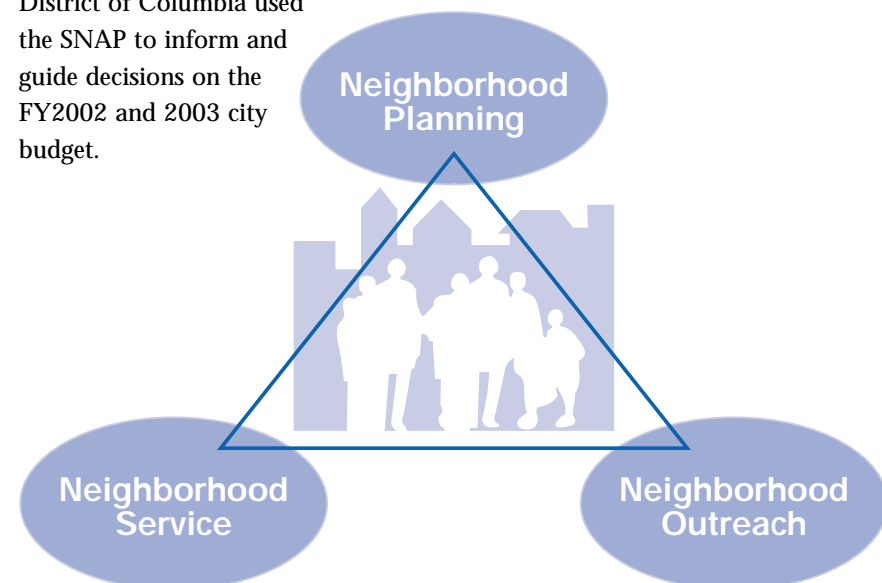 District of Columbia used
the SNAP to inform and
guide decisions on the
FY2002 and 2003 city
budget.
Neighborhood
Planning
Neighborhood
Service
Neighborhood
Outreach